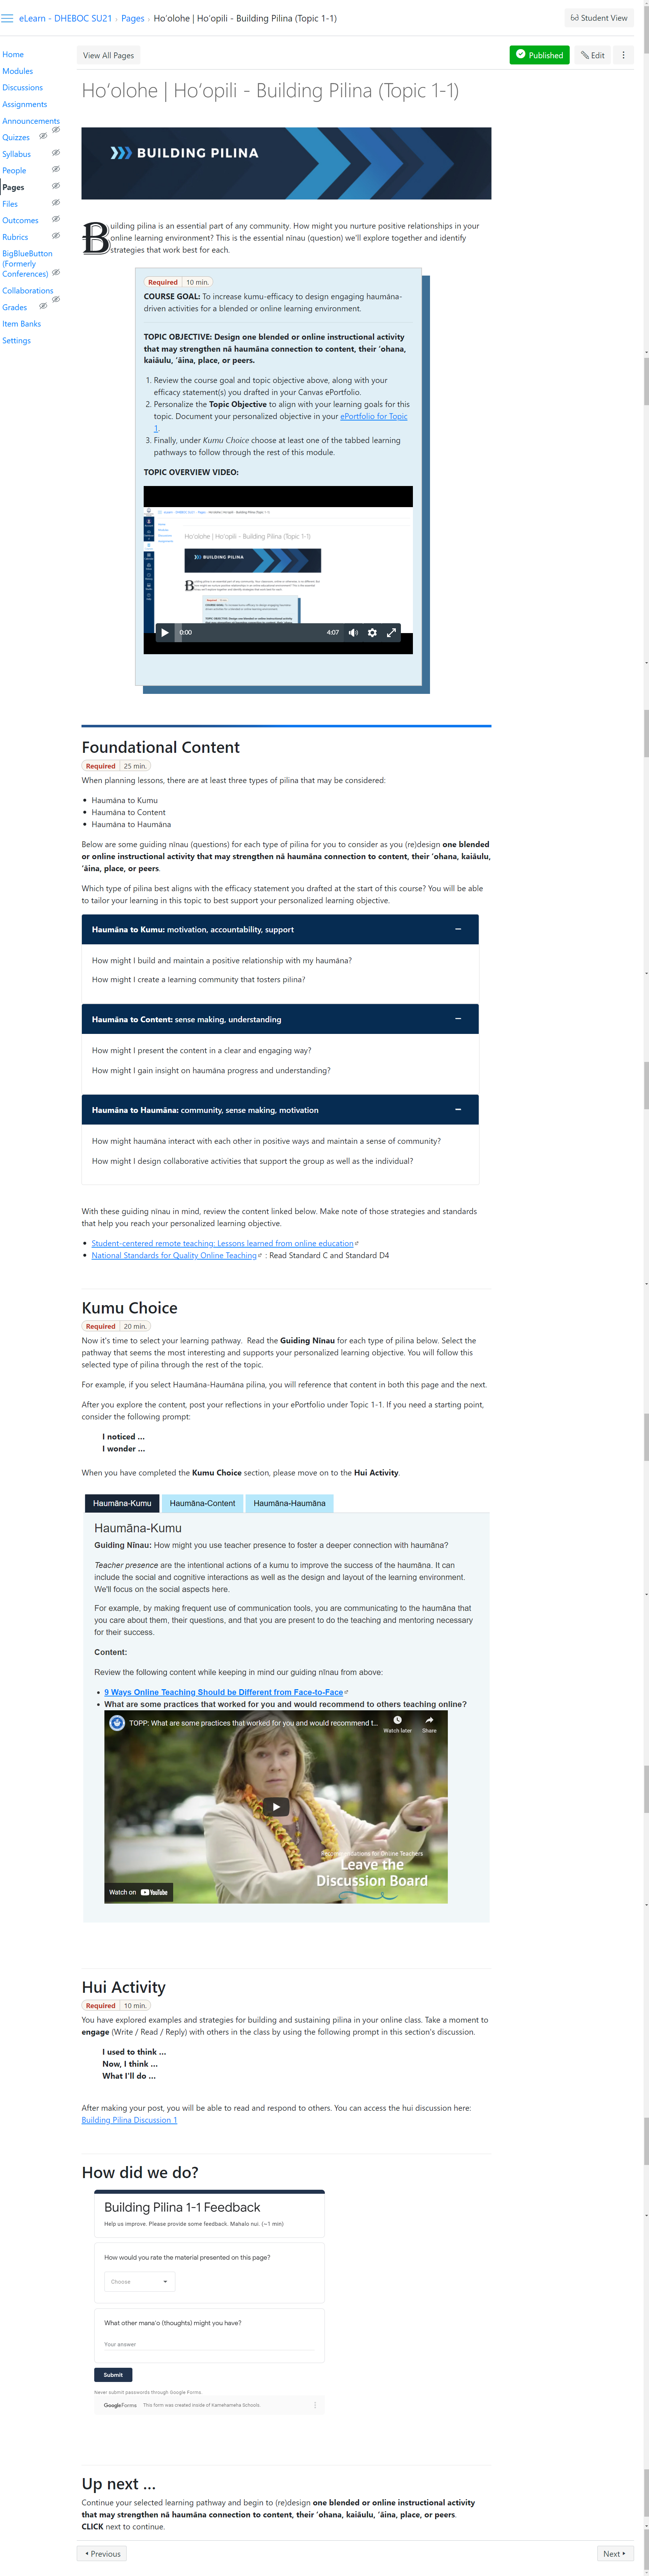 eLearn - DHEBOC SU21 › Pages › Hoʻolohe | Hoʻopili - Building Pilina (Topic 1-1)
Student View
Home
Modules
Discussions
Assignments
Announcements
Quizzes
Syllabus
People
Pages
Files
Outcomes
Rubrics
BigBlueButton
(Formerly
Conferences)
Collaborations
Grades
Item Banks
Settings
View All Pages
Published
Edit
Hoʻolohe | Hoʻopili - Building Pilina (Topic 1-1)
BUILDING PILINA
Building pilina is an essential part of any community. How might you nurture positive relationships in your
online learning environment? This is the essential nīnau (question) we'll explore together and identify
strategies that work best for each.
Required 10 min.
COURSE GOAL: To increase kumu-efficacy to design engaging haumāna-
driven activities for a blended or online learning environment.
TOPIC OBJECTIVE: Design one blended or online instructional activity
that may strengthen nā haumāna connection to content, their ʻohana,
kaiāulu, ʻāina, place, or peers.
1. Review the course goal and topic objective above, along with your
efficacy statement(s) you drafted in your Canvas ePortfolio.
2. Personalize the Topic Objective to align with your learning goals for this
topic. Document your personalized objective in your ePortfolio for Topic
1.
3. Finally, under Kumu Choice choose at least one of the tabbed learning
pathways to follow through the rest of this module.
TOPIC OVERVIEW VIDEO:
Hoʻolohe | Hoʻopili - Building Pilina (Topic 1-1)
BUILDING PILINA
0:00
4:07
Foundational Content
Required 25 min.
When planning lessons, there are at least three types of pilina that may be considered:
• Haumāna to Kumu
• Haumāna to Content
• Haumāna to Haumāna
Below are some guiding nīnau (questions) for each type of pilina for you to consider as you (re)design one blended
or online instructional activity that may strengthen nā haumāna connection to content, their ʻohana, kaiāulu,
ʻāina, place, or peers.
Which type of pilina best aligns with the efficacy statement you drafted at the start of this course? You will be able
to tailor your learning in this topic to best support your personalized learning objective.
Haumāna to Kumu: motivation, accountability, support
How might I build and maintain a positive relationship with my haumāna?
How might I create a learning community that fosters pilina?
Haumāna to Content: sense making, understanding
How might I present the content in a clear and engaging way?
How might I gain insight on haumāna progress and understanding?
Haumāna to Haumāna: community, sense making, motivation
How might haumāna interact with each other in positive ways and maintain a sense of community?
How might I design collaborative activities that support the group as well as the individual?
With these guiding nīnau in mind, review the content linked below. Make note of those strategies and standards
that help you reach your personalized learning objective.
• Student-centered remote teaching: Lessons learned from online education
• National Standards for Quality Online Teaching : Read Standard C and Standard D4
Kumu Choice
Required 20 min.
Now it's time to select your learning pathway. Read the Guiding Nīnau for each type of pilina below. Select the
pathway that seems the most interesting and supports your personalized learning objective. You will follow this
selected type of pilina through the rest of the topic.
For example, if you select Haumāna-Haumāna pilina, you will reference that content in both this page and the next.
After you explore the content, post your reflections in your ePortfolio under Topic 1-1. If you need a starting point,
consider the following prompt:
I noticed ...
I wonder ...
When you have completed the Kumu Choice section, please move on to the Hui Activity.
Haumāna-Kumu
Haumāna-Content
Haumāna-Haumāna
Haumāna-Kumu
Guiding Nīnau: How might you use teacher presence to foster a deeper connection with haumāna?
Teacher presence are the intentional actions of a kumu to improve the success of the haumāna. It can
include the social and cognitive interactions as well as the design and layout of the learning environment.
We'll focus on the social aspects here.
For example, by making frequent use of communication tools, you are communicating to the haumāna that
you care about them, their questions, and that you are present to do the teaching and mentoring necessary
for their success.
Content:
Review the following content while keeping in mind our guiding nīnau from above:
• 9 Ways Online Teaching Should be Different from Face-to-Face
• What are some practices that worked for you and would recommend to others teaching online?
TOPP: What are some practices that worked for you and would recommend t...
Watch later
Share
for Online Teachers
Leave the
Discussion Board
Watch on YouTube
Hui Activity
Required 10 min.
You have explored examples and strategies for building and sustaining pilina in your online class. Take a moment to
engage (Write / Read / Reply) with others in the class by using the following prompt in this section's discussion.
I used to think ...
Now, I think ...
What I'll do ...
After making your post, you will be able to read and respond to others. You can access the hui discussion here:
Building Pilina Discussion 1
How did we do?
Building Pilina 1-1 Feedback
Help us improve. Please provide some feedback. Mahalo nui. (~1 min)
How would you rate the material presented on this page?
Choose
What other manaʻo (thoughts) might you have?
Your answer
Submit
Never submit passwords through Google Forms.
Google Forms This form was created inside of Kamehameha Schools.
Up next ...
Continue your selected learning pathway and begin to (re)design one blended or online instructional activity
that may strengthen nā haumāna connection to content, their ʻohana, kaiāulu, ʻāina, place, or peers.
CLICK next to continue.
Previous
Next